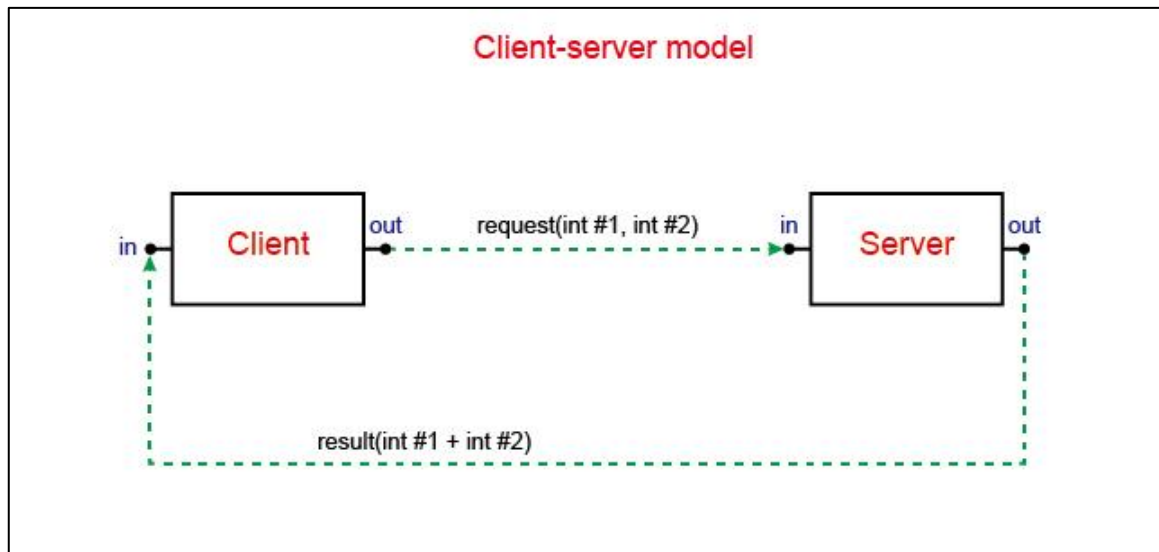 Client-server model
in
Client
out
request(int #1, int #2)
in
Server
out
result(int #1 + int #2)